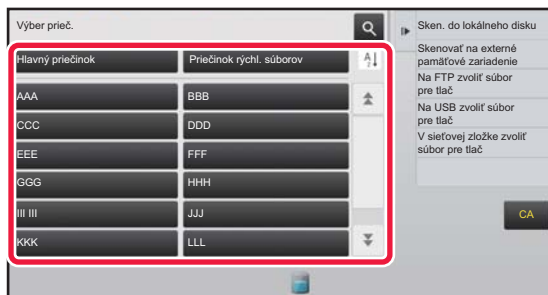 Výber prieč.
Hlavný priečinok
Priečinok rýchl. súborov
AAA
BBB
CCC
DDD
EEE
FFF
GGG
HHH
III III
JJJ
KKK
LLL
Sken. do lokálneho disku
Skenovať na externé
pamäťové zariadenie
Na FTP zvoliť súbor
pre tlač
Na USB zvoliť súbor
pre tlač
V sieťovej zložke zvoliť
súbor pre tlač
CA